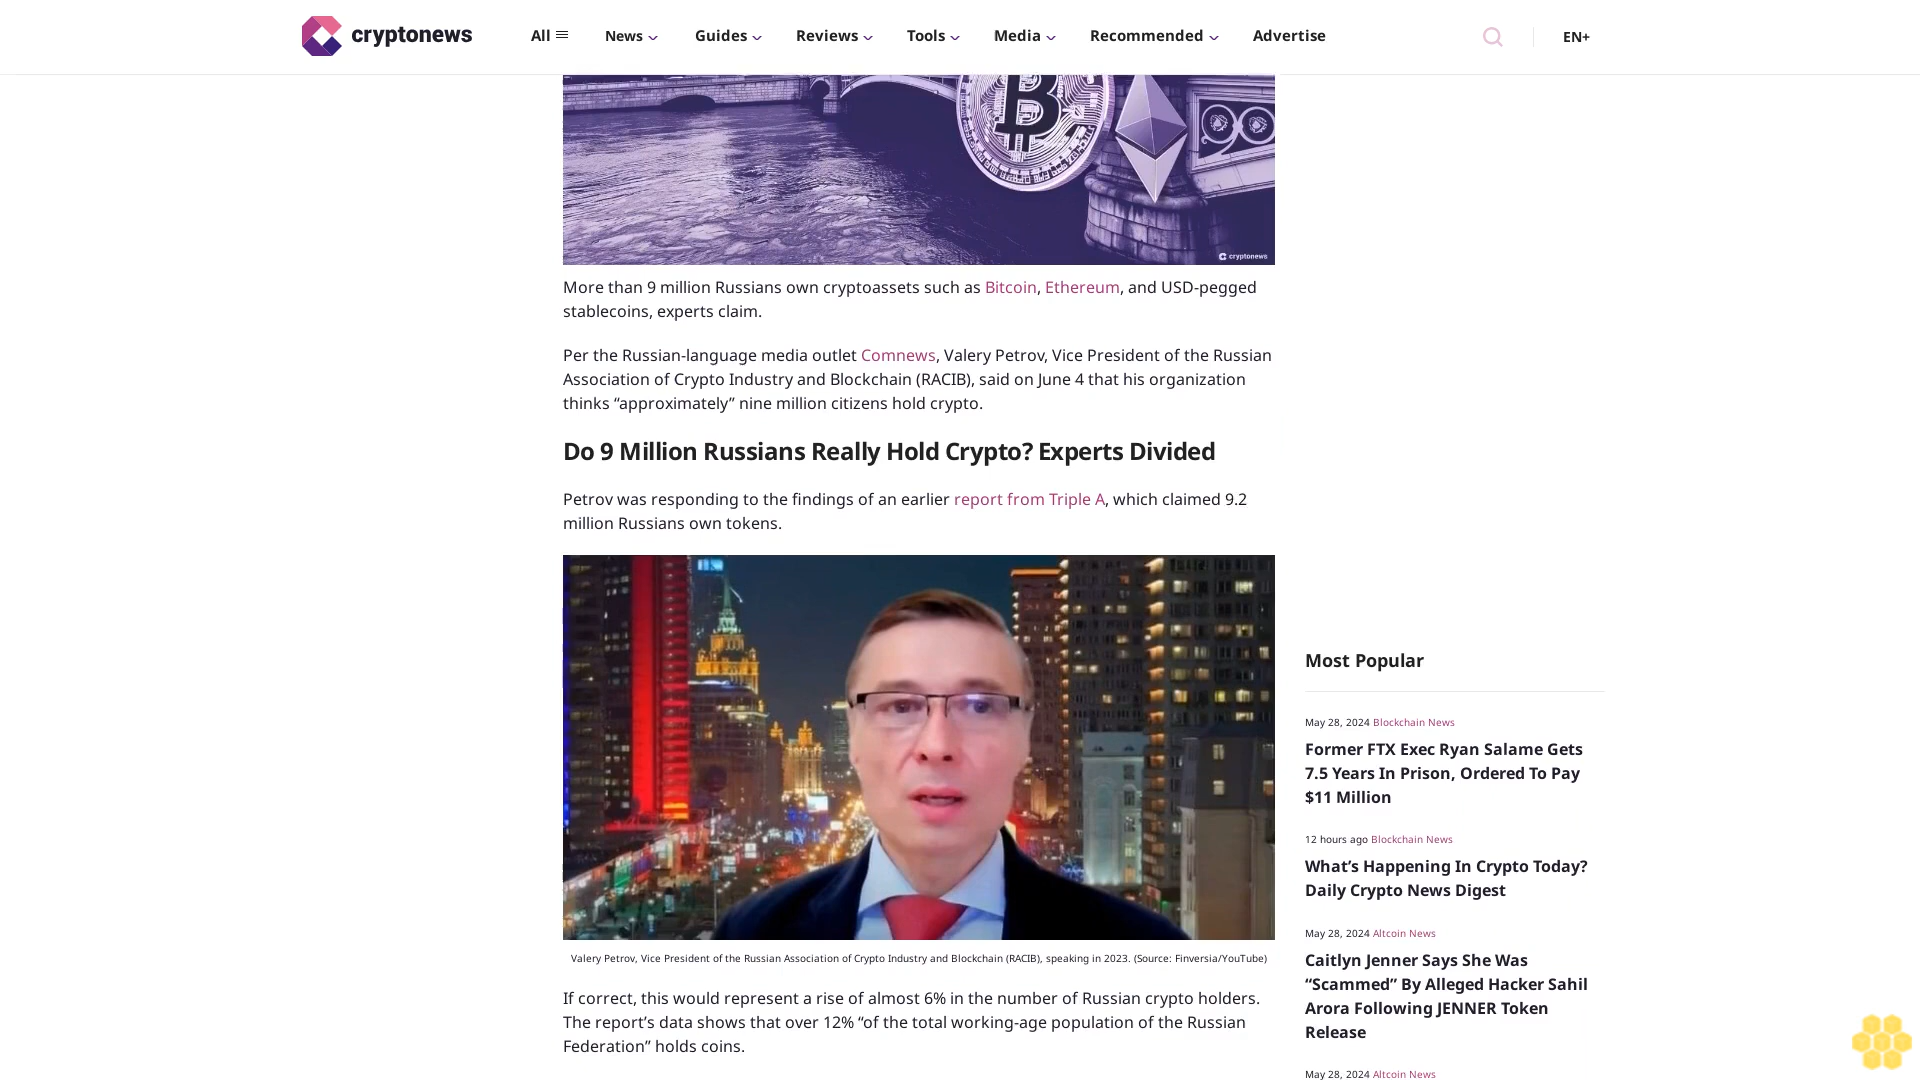 cryptonews
All
News
Guides
Reviews
Tools
Media
Recommended
Advertise
EN+
cryptonews
More than 9 million Russians own cryptoassets such as Bitcoin, Ethereum, and USD-pegged
stablecoins, experts claim.
Per the Russian-language media outlet Comnews, Valery Petrov, Vice President of the Russian
Association of Crypto Industry and Blockchain (RACIB), said on June 4 that his organization
thinks “approximately” nine million citizens hold crypto.
Do 9 Million Russians Really Hold Crypto? Experts Divided
Petrov was responding to the findings of an earlier report from Triple A, which claimed 9.2
million Russians own tokens.
Valery Petrov, Vice President of the Russian Association of Crypto Industry and Blockchain (RACIB), speaking in 2023. (Source: Finversia/YouTube)
If correct, this would represent a rise of almost 6% in the number of Russian crypto holders.
The report’s data shows that over 12% “of the total working-age population of the Russian
Federation” holds coins.
Most Popular
May 28, 2024 Blockchain News
Former FTX Exec Ryan Salame Gets
7.5 Years In Prison, Ordered To Pay
$11 Million
12 hours ago Blockchain News
What’s Happening In Crypto Today?
Daily Crypto News Digest
May 28, 2024 Altcoin News
Caitlyn Jenner Says She Was
“Scammed” By Alleged Hacker Sahil
Arora Following JENNER Token
Release
May 28, 2024 Altcoin News